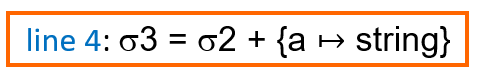 line 4: σ3 = σ2 + {a ↦ string}